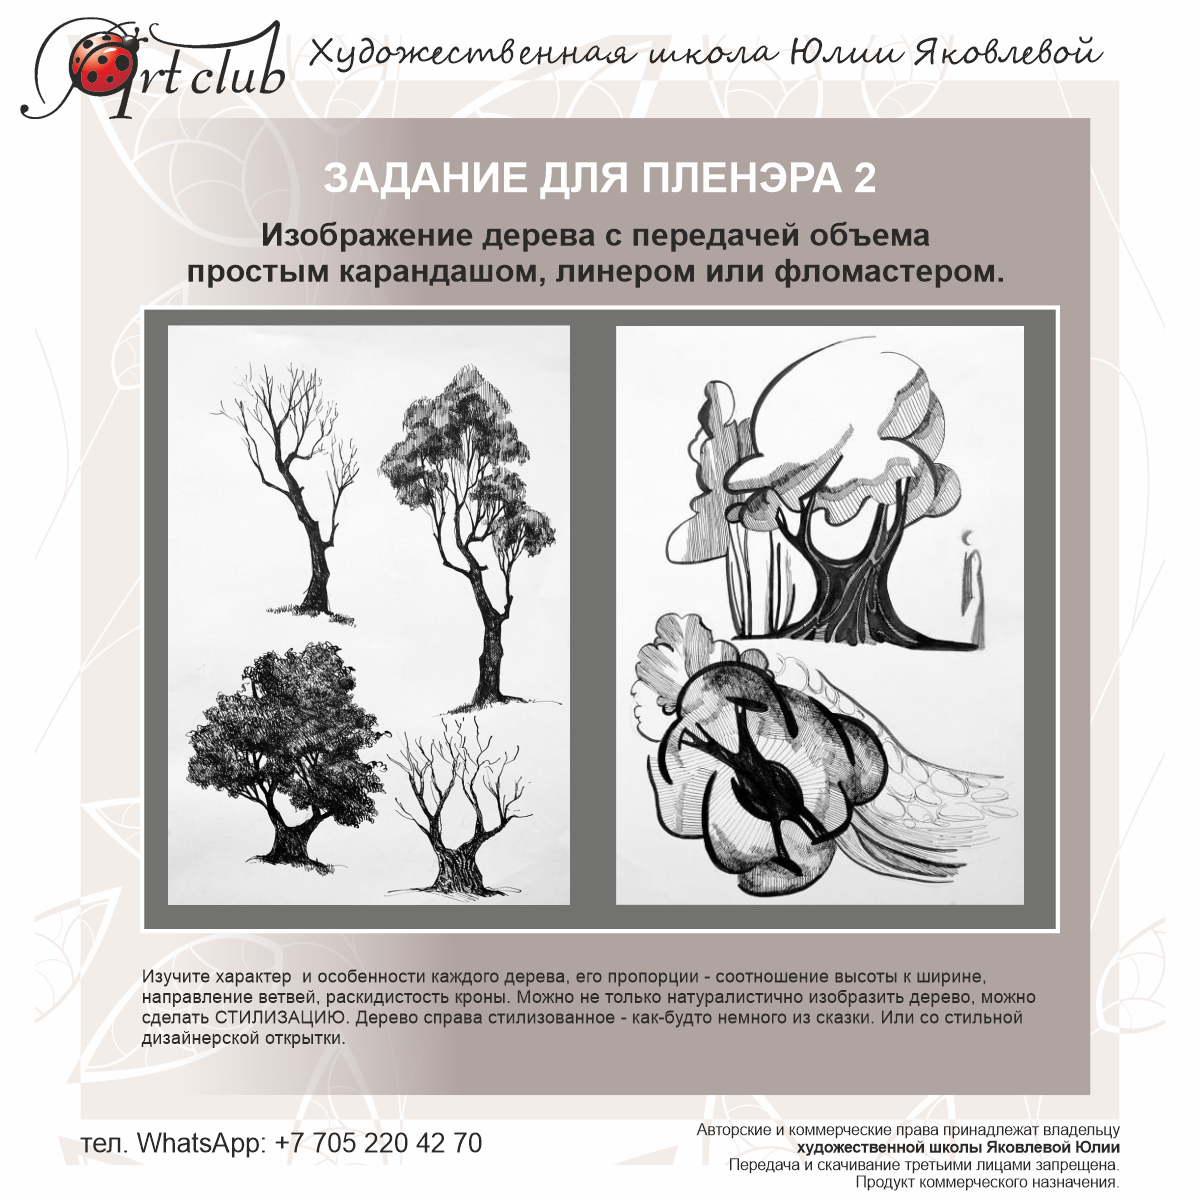 Art club Художественная школа Юлии Яковлевой
ЗАДАНИЕ ДЛЯ ПЛЕНЭРА 2
Изображение дерева с передачей объема
простым карандашом, линером или фломастером.
Изучите характер  и особенности каждого дерева, его пропорции - соотношение высоты к ширине,
направление ветвей, раскидистость кроны. Можно не только натуралистично изобразить дерево, можно
сделать СТИЛИЗАЦИЮ. Дерево справа стилизованное - как-будто немного из сказки. Или со стильной
дизайнерской открытки.
тел. WhatsApp: +7 705 220 42 70
Авторские и коммерческие права принадлежат владельцу
художественной школы Яковлевой Юлии
Передача и скачивание третьими лицами запрещена.
Продукт коммерческого назначения.